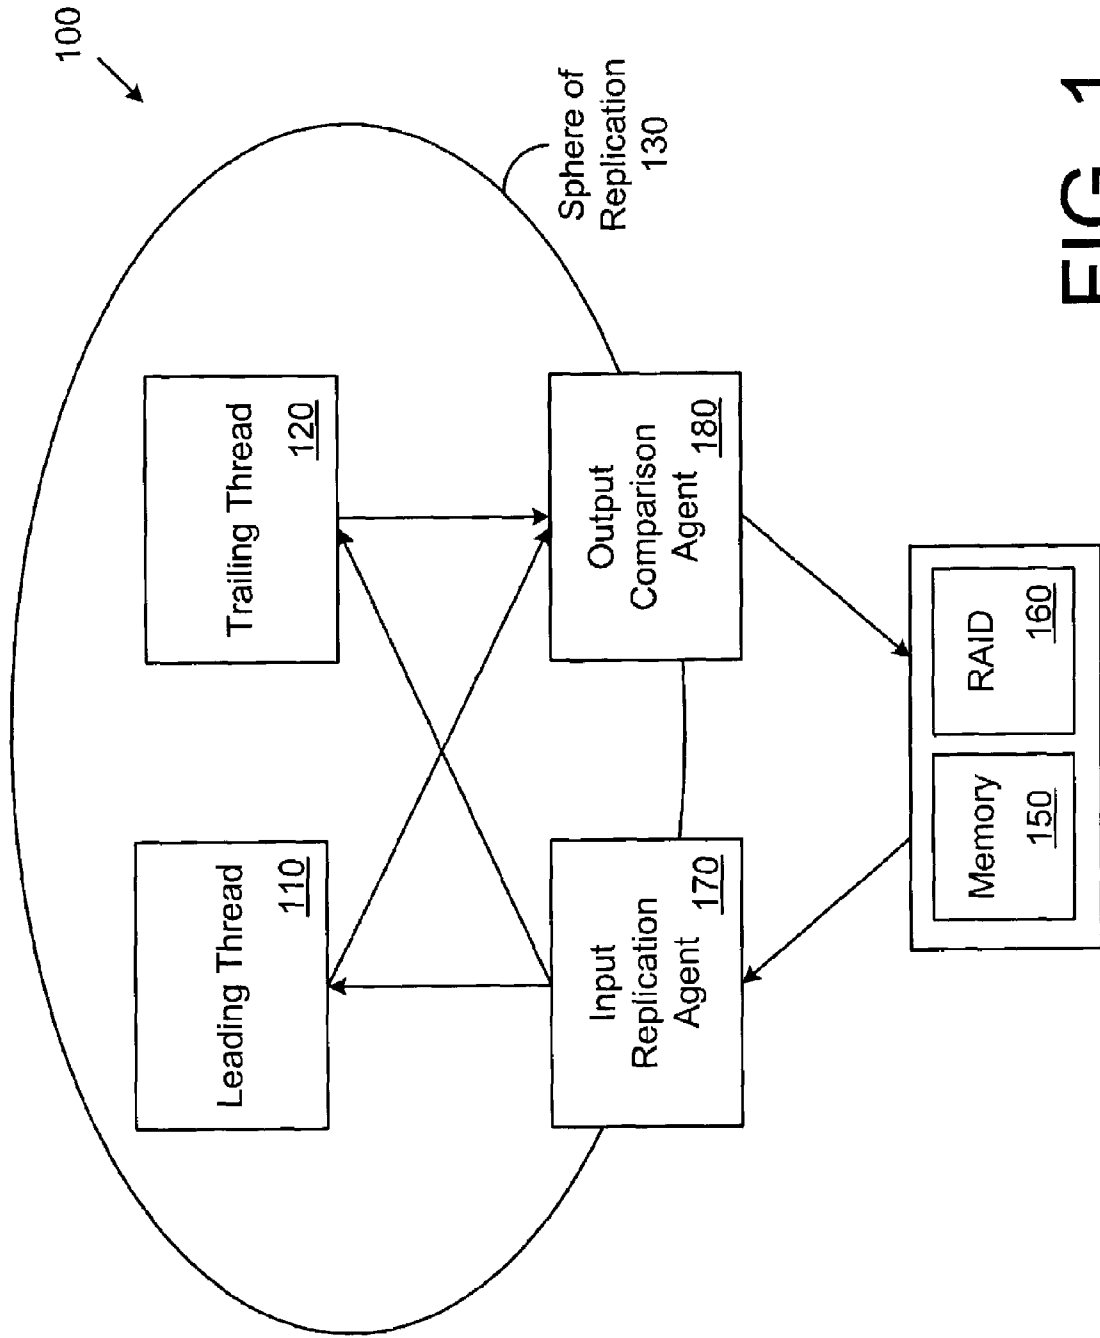 100
Leading Thread
110
Trailing Thread
120
Sphere of
Replication
130
Input
Replication
Agent
170
Output
Comparison
Agent
180
Memory
150
RAID
160
FIG. 1